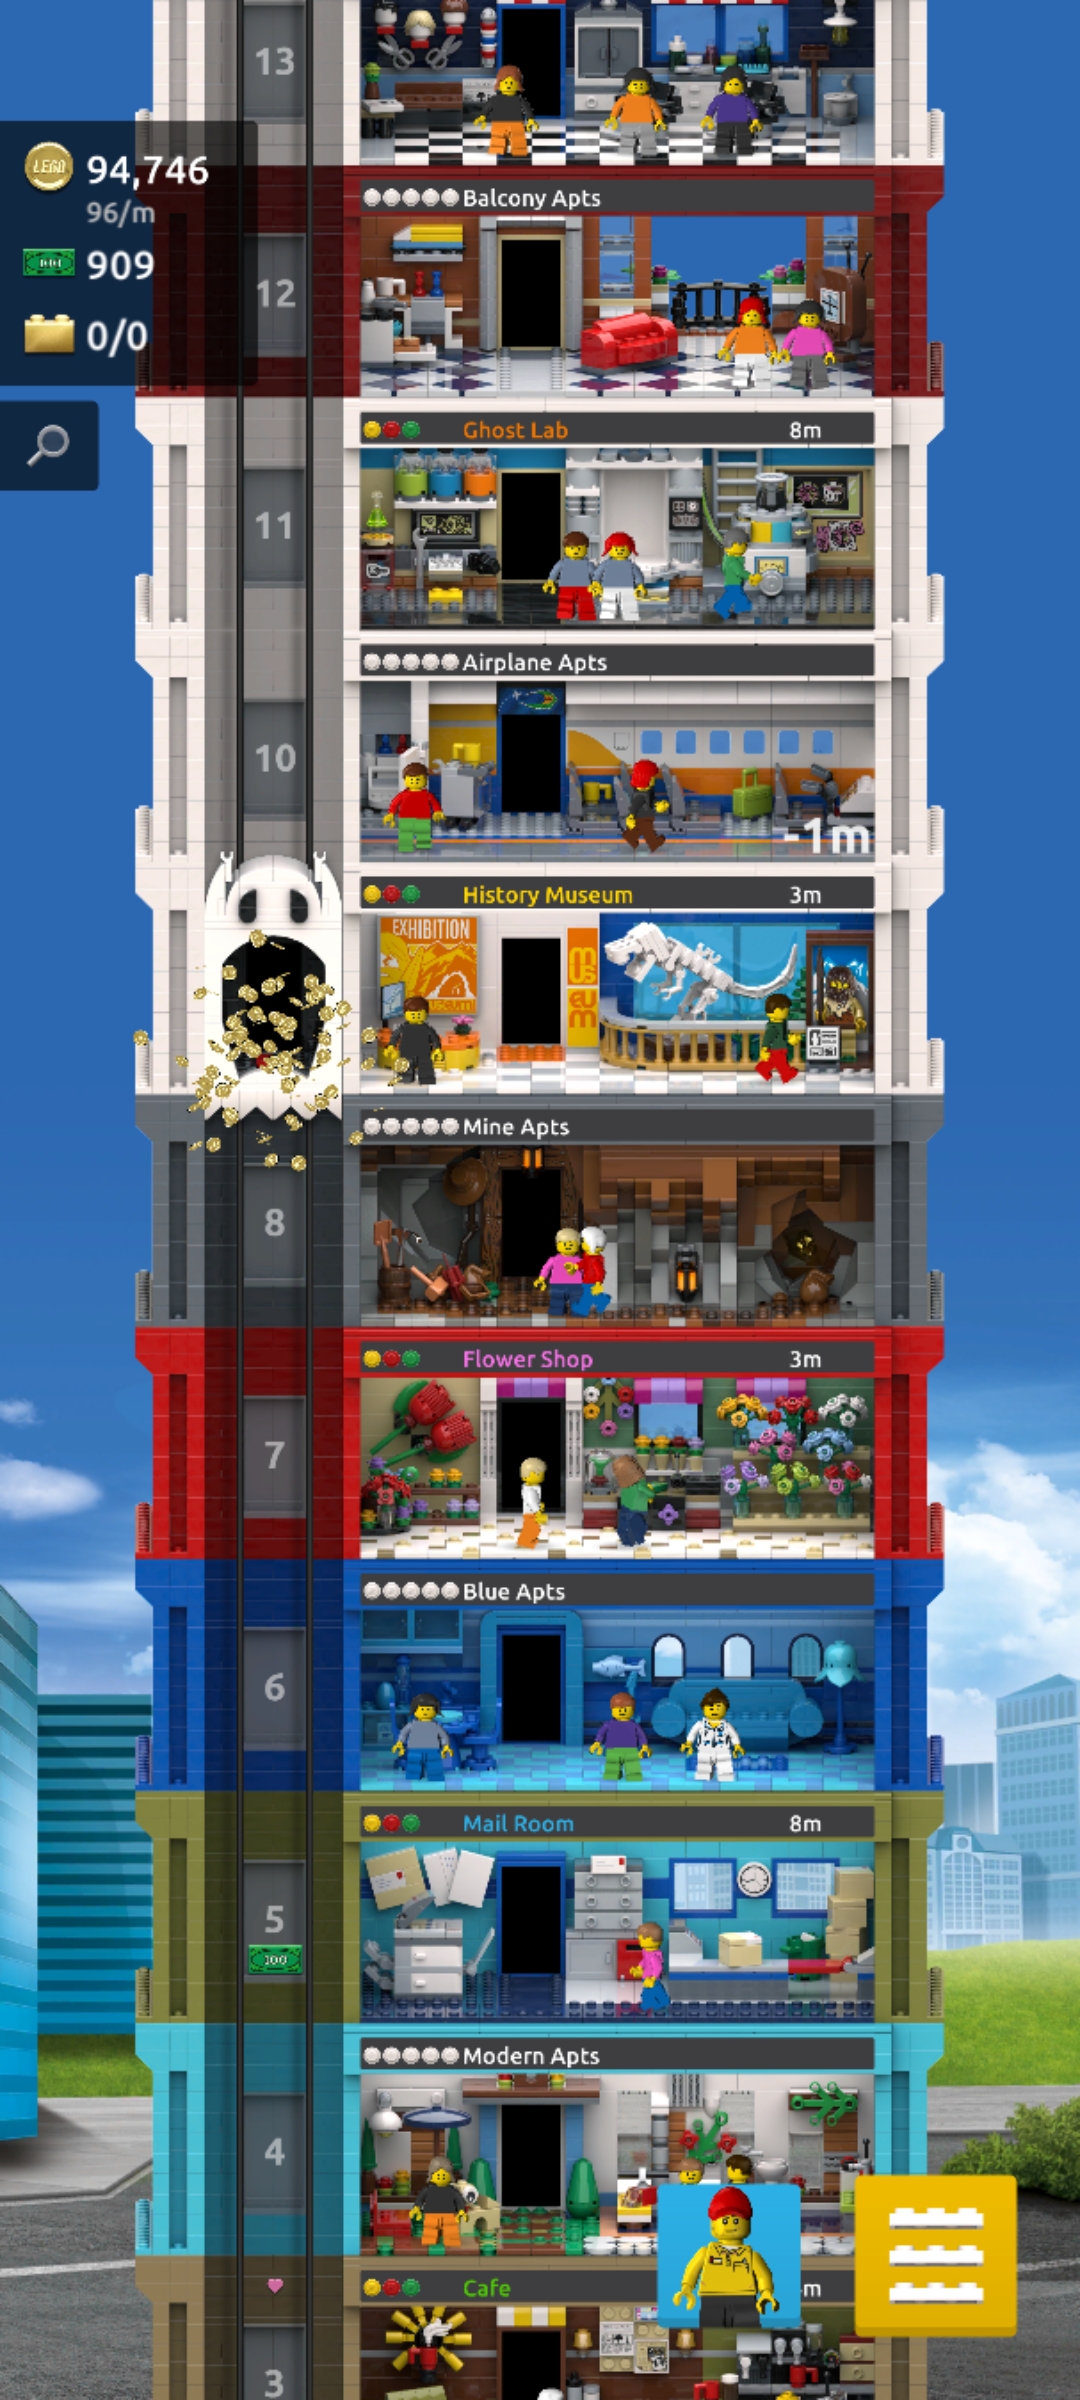 13
LEGO
94,746
96/m
909
0/0
Balcony Apts
12
Ghost Lab 8m
11
Airplane Apts
10
-1m
History Museum 3m
EXHIBITION
MUSEUM
MUS
EUM
Mine Apts
8
Flower Shop 3m
7
Blue Apts
6
Mail Room 8m
5
100
Modern Apts
4
Cafe m
3